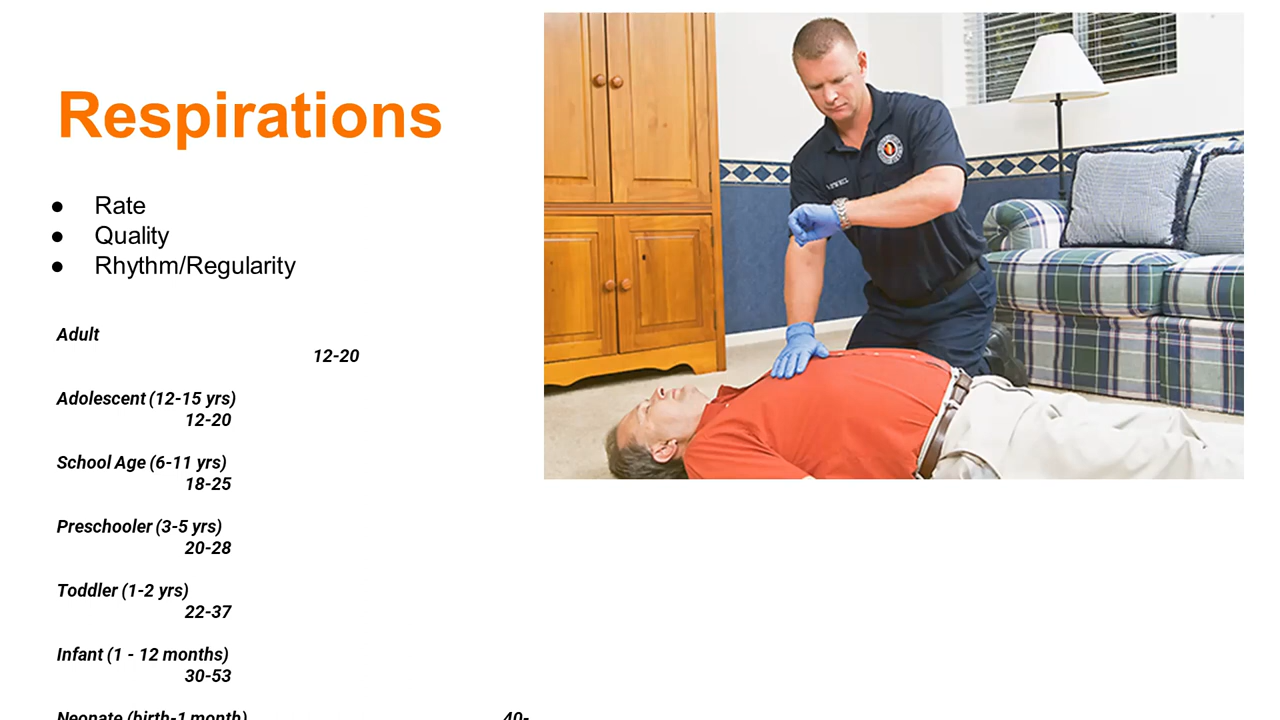 Respirations
● Rate
● Quality
● Rhythm/Regularity
Adult
12-20
Adolescent (12-15 yrs)
12-20
School Age (6-11 yrs)
18-25
Preschooler (3-5 yrs)
20-28
Toddler (1-2 yrs)
22-37
Infant (1 - 12 months)
30-53
Neonate (birth-1 month) 40-